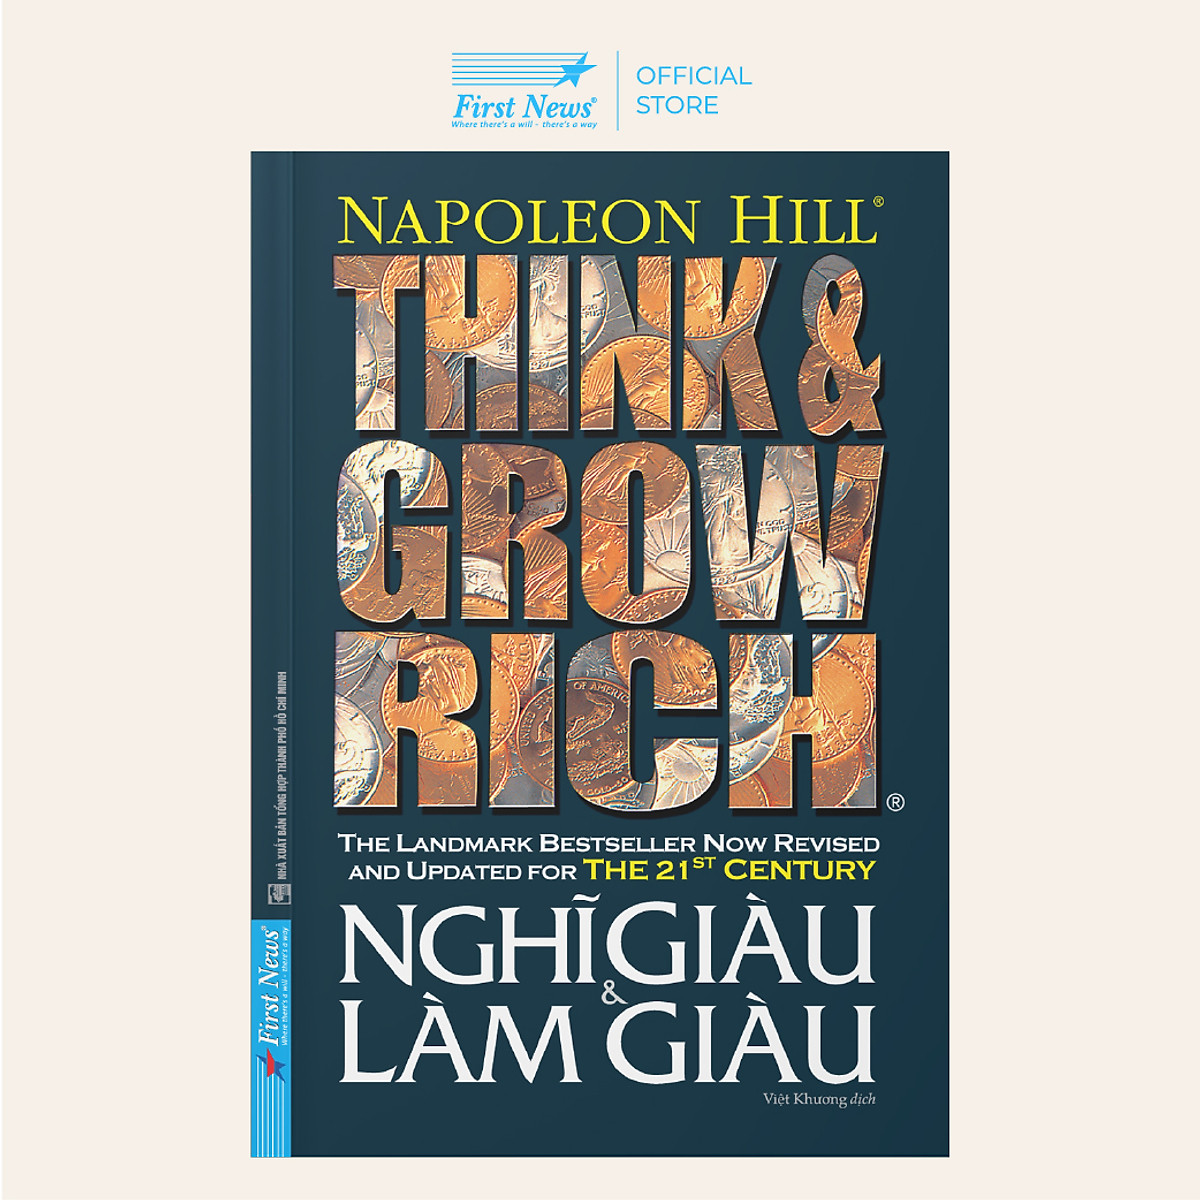 First News®
Where there's a will - there's a way
OFFICIAL
STORE
NAPOLEON HILL®
THINK &
GROW
RICH®
THE LANDMARK BESTSELLER NOW REVISED
AND UPDATED FOR THE 21ST CENTURY
NGHĨ GIÀU
&
LÀM GIÀU
Việt Khương dịch
NHÀ XUẤT BẢN TỔNG HỢP THÀNH PHỐ HỒ CHÍ MINH
First News®
Where there's a will - there's a way